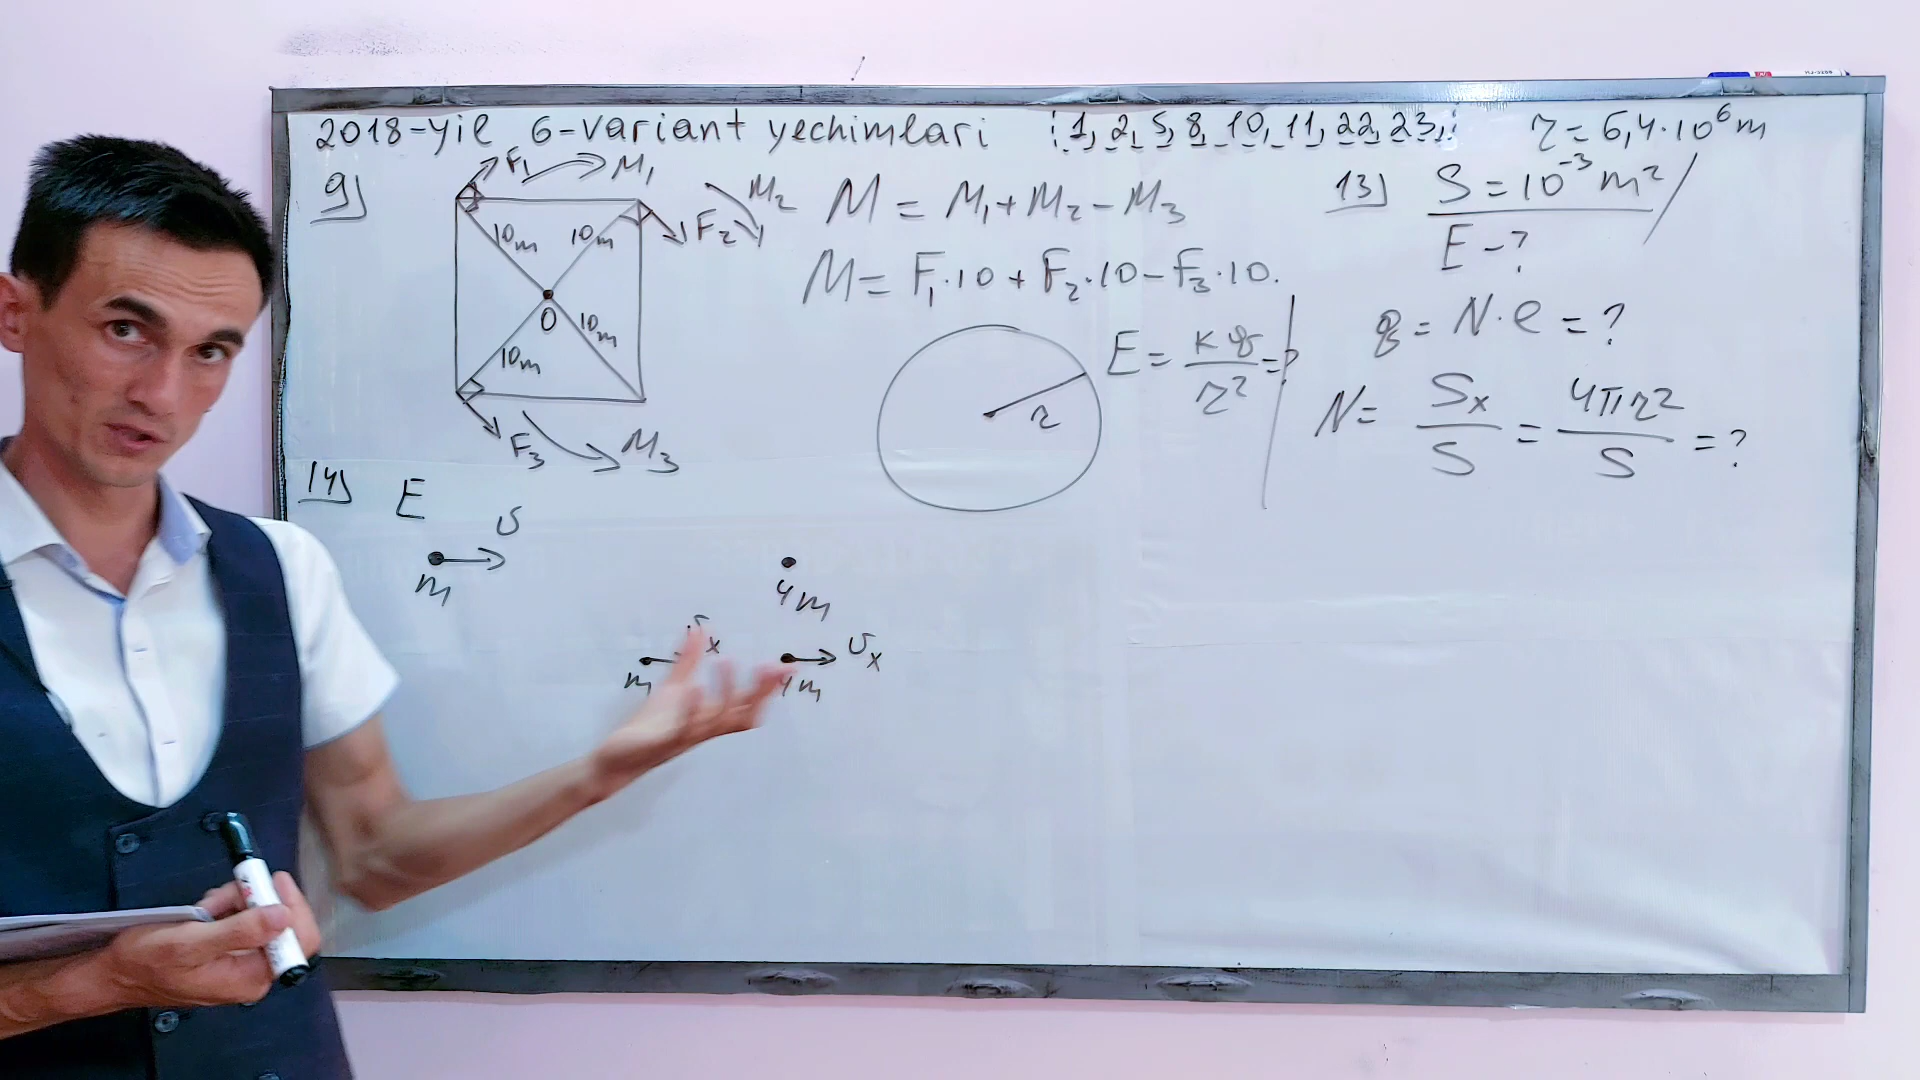 2018-yil 6-variant yechimlari 1, 2, 5, 8, 10, 11, 22, 23, r = 6,4·10⁶m
9)
F₁ M₁
M₂
F₂
10m 10m
O
10m 10m
F₃ M₃
M = M₁ + M₂ - M₃
M = F₁·10 + F₂·10 - F₃·10.
r
E = kq/r² = ?
13) S = 10⁻³ m²
E - ?
q = N·e = ?
N = Sₓ/S = 4πr²/S = ?
14) E
υ
m
4m
υₓ υₓ
m 4m